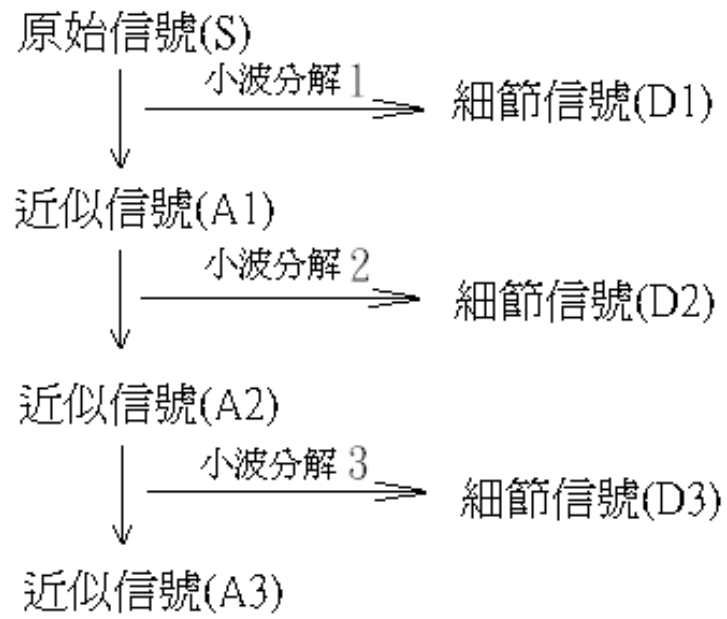 原始信號(S)
小波分解 1
細節信號(D1)
近似信號(A1)
小波分解 2
細節信號(D2)
近似信號(A2)
小波分解 3
細節信號(D3)
近似信號(A3)